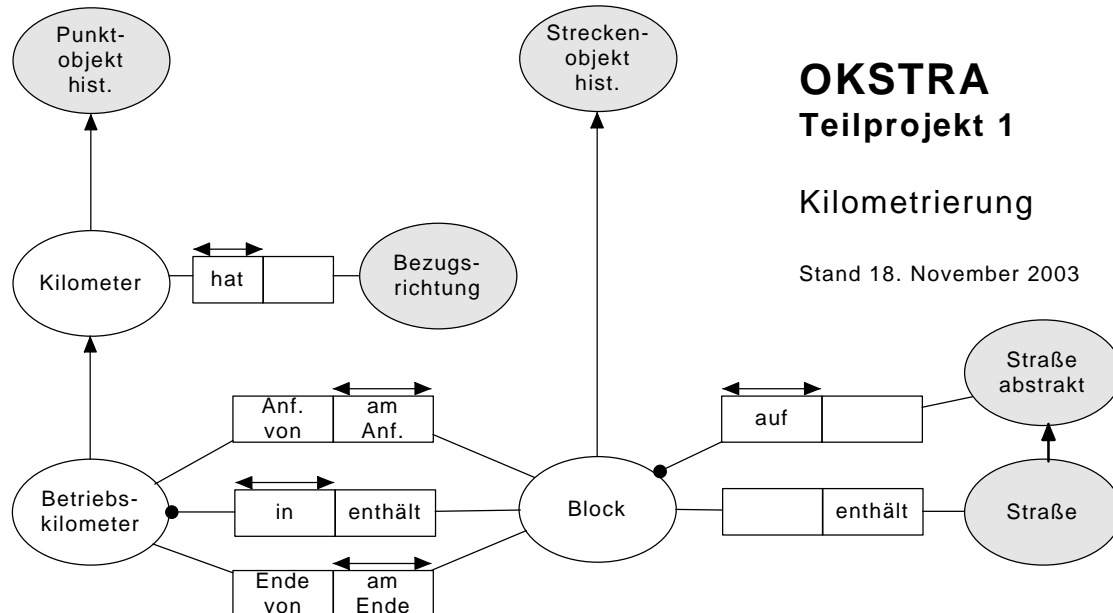 Punkt-
objekt
hist.
Strecken-
objekt
hist.
OKSTRA
Teilprojekt 1
Kilometrierung
Stand 18. November 2003
Kilometer
hat
Bezugs-
richtung
Straße
abstrakt
Anf.
von
am
Anf.
auf
Betriebs-
kilometer
in
enthält
Block
enthält
Straße
Ende
von
am
Ende